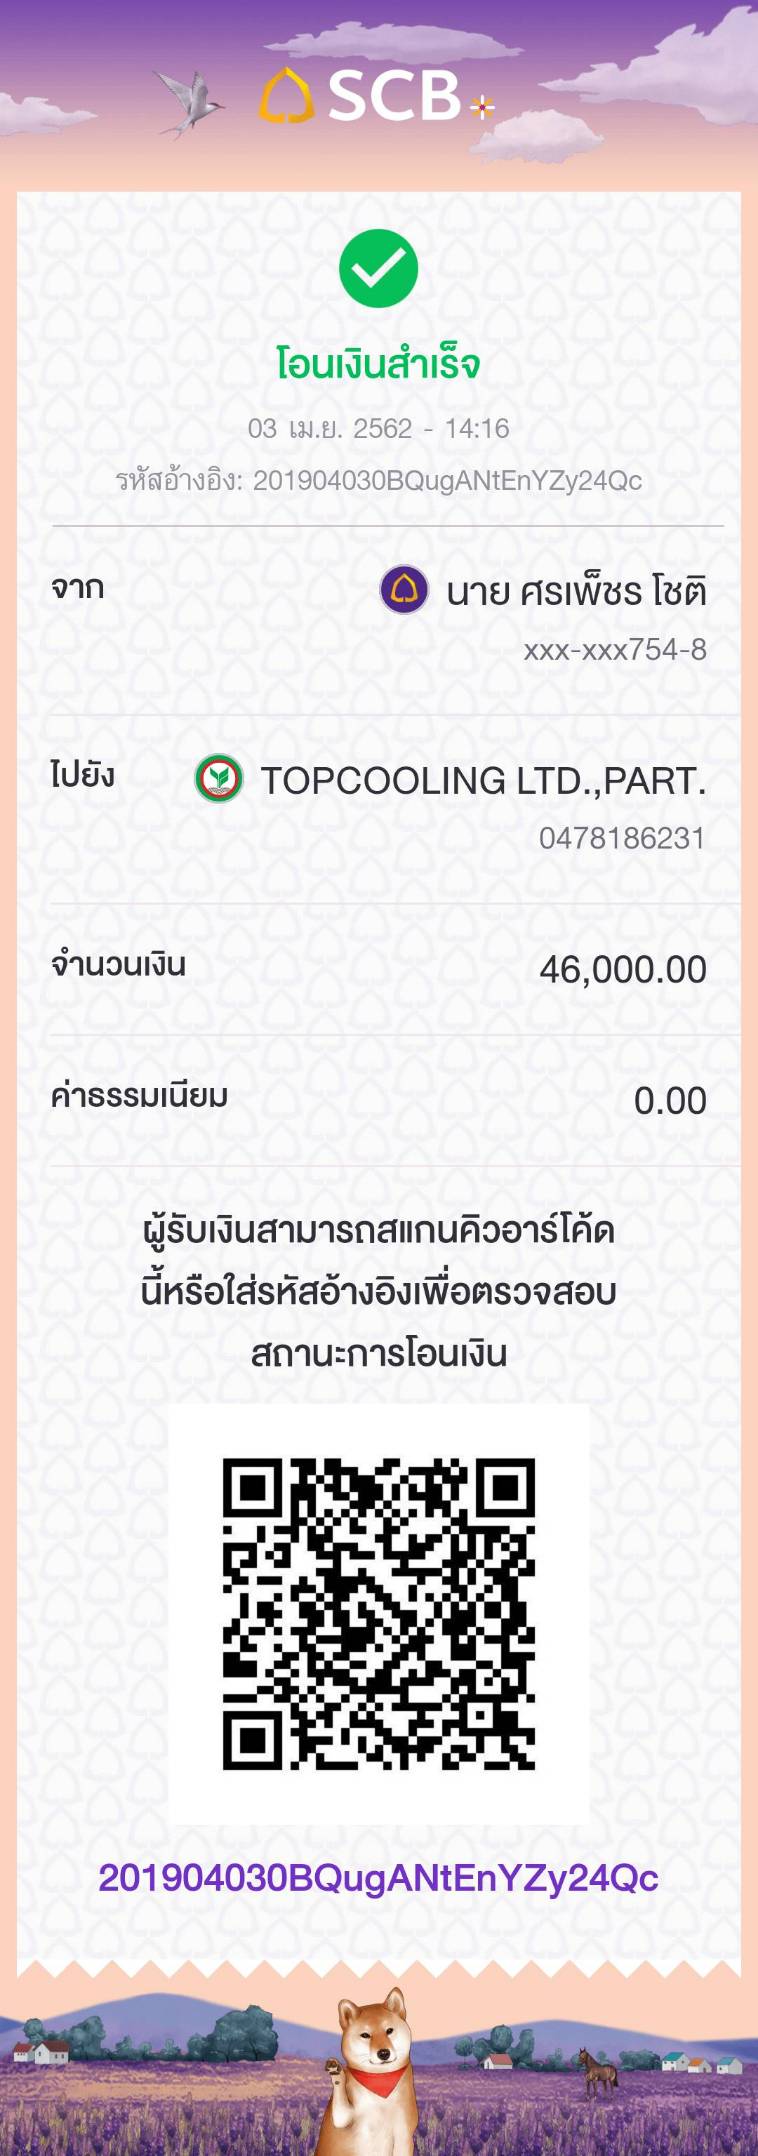 SCB
โอนเงินสำเร็จ
03 เม.ย. 2562 - 14:16
รหัสอ้างอิง: 201904030BQugANtEnYZy24Qc
จาก
นาย ศรเพ็ชร โชติ
xxx-xxx754-8
ไปยัง
TOPCOOLING LTD.,PART.
0478186231
จำนวนเงิน
46,000.00
ค่าธรรมเนียม
0.00
ผู้รับเงินสามารถสแกนคิวอาร์โค้ด
นี้หรือใส่รหัสอ้างอิงเพื่อตรวจสอบ
สถานะการโอนเงิน
201904030BQugANtEnYZy24Qc